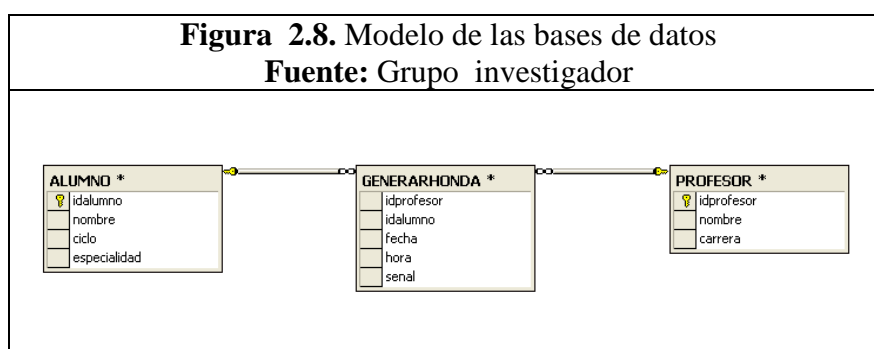 Figura 2.8. Modelo de las bases de datos
Fuente: Grupo investigador
ALUMNO *
idalumno
nombre
ciclo
especialidad
GENERARHONDA *
idprofesor
idalumno
fecha
hora
senal
PROFESOR *
idprofesor
nombre
carrera